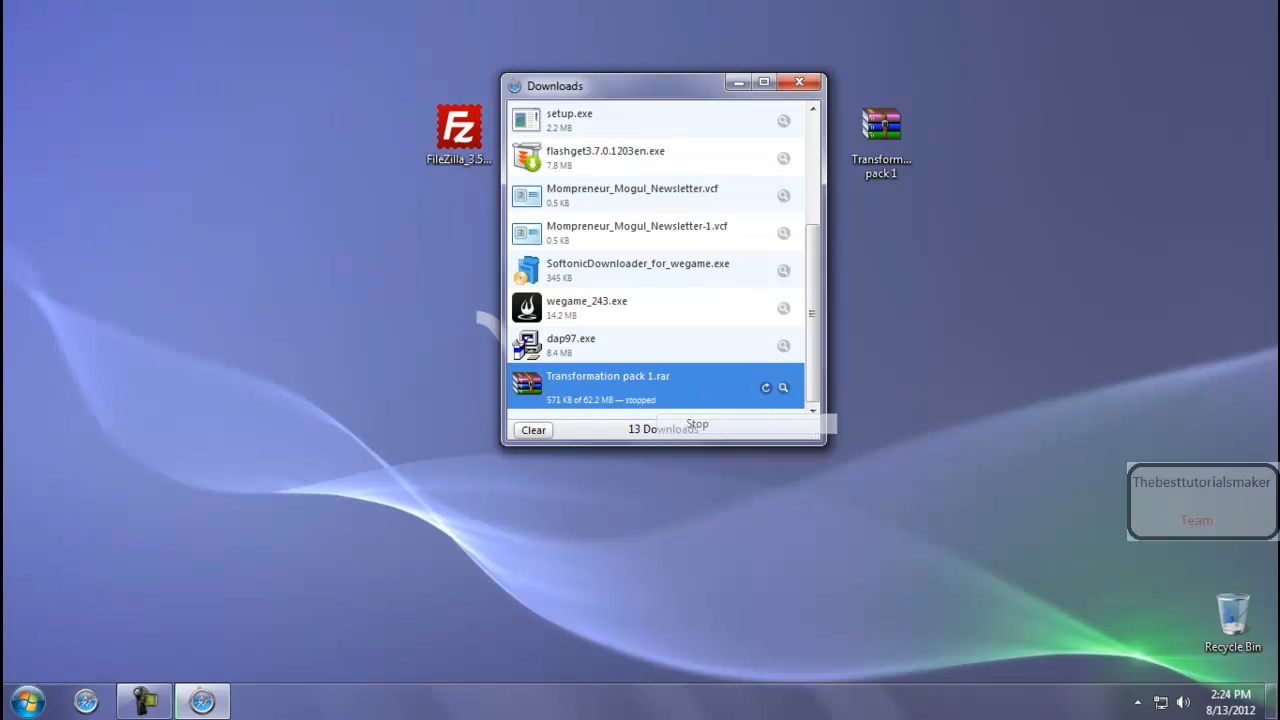 Downloads
setup.exe
2.2 MB
flashget3.7.0.1203en.exe
7.8 MB
Mompreneur_Mogul_Newsletter.vcf
0.5 KB
Mompreneur_Mogul_Newsletter-1.vcf
0.5 KB
SoftonicDownloader_for_wegame.exe
345 KB
wegame_243.exe
14.2 MB
dap97.exe
8.4 MB
Transformation pack 1.rar
571 KB of 62.2 MB — stopped
Stop
Clear
13 Downloads
Fz
FileZilla_3.5...
Transform...
pack 1
Thebesttutorialsmaker
Team
Recycle Bin
2:24 PM
8/13/2012